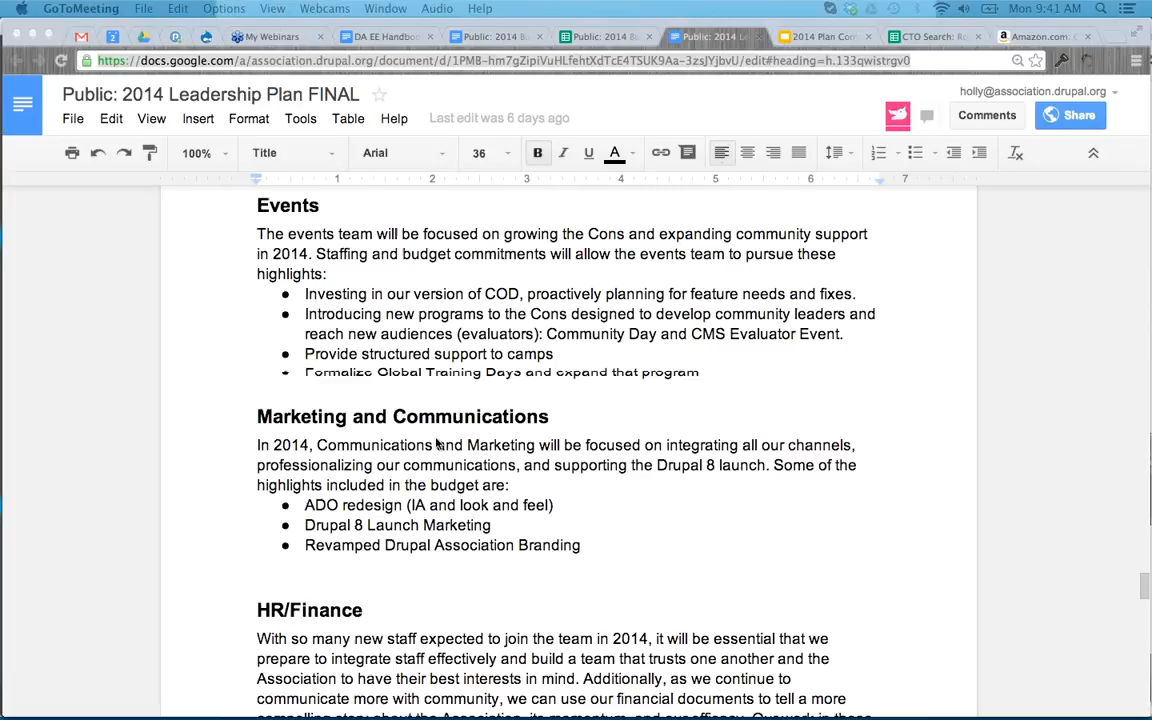 GoToMeeting File Edit Options View Webcams Window Audio Help Mon 9:41 AM
My Webinars DA EE Handbo Public: 2014 Bu Public: 2014 Bu Public: 2014 Le 2014 Plan Com CTO Search: Ro Amazon.com:
https://docs.google.com/a/association.drupal.org/document/d/1PMB-hm7gZipiVuHLfehtXdTcE4TSUK9Aa-3zsJYjbvU/edit#heading=h.133qwistrgv0
Public: 2014 Leadership Plan FINAL
holly@association.drupal.org
File Edit View Insert Format Tools Table Help Last edit was 6 days ago
Comments Share
100% Title Arial 36 B I U A
1 2 3 4 5 6 7
Events
The events team will be focused on growing the Cons and expanding community support
in 2014. Staffing and budget commitments will allow the events team to pursue these
highlights:
● Investing in our version of COD, proactively planning for feature needs and fixes.
● Introducing new programs to the Cons designed to develop community leaders and
reach new audiences (evaluators): Community Day and CMS Evaluator Event.
● Provide structured support to camps
● Formalize Global Training Days and expand that program
Marketing and Communications
In 2014, Communications and Marketing will be focused on integrating all our channels,
professionalizing our communications, and supporting the Drupal 8 launch. Some of the
highlights included in the budget are:
● ADO redesign (IA and look and feel)
● Drupal 8 Launch Marketing
● Revamped Drupal Association Branding
HR/Finance
With so many new staff expected to join the team in 2014, it will be essential that we
prepare to integrate staff effectively and build a team that trusts one another and the
Association to have their best interests in mind. Additionally, as we continue to
communicate more with community, we can use our financial documents to tell a more